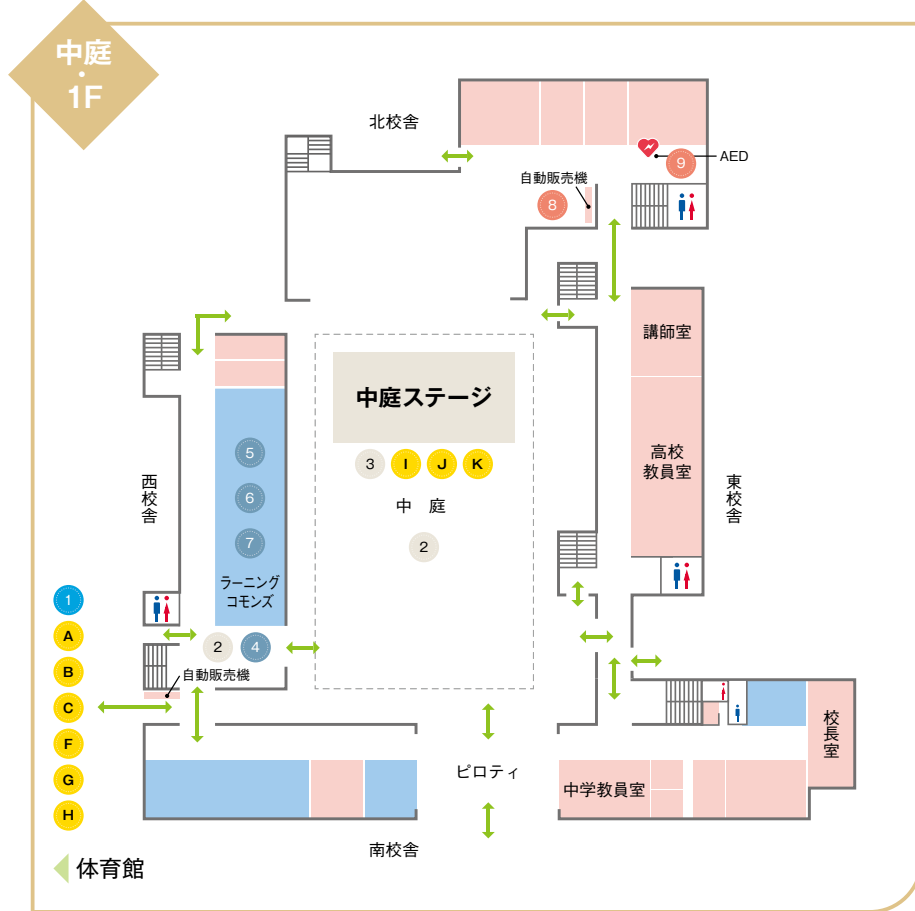 中庭
・
1F
北校舎
AED
9
自動販売機
8
講師室
中庭ステージ
高校
教員室
3
I
J
K
5
西校舎
東校舎
6
中 庭
7
2
ラーニング
コモンズ
1
A
2
4
B
自動販売機
C
F
校長室
ピロティ
G
中学教員室
H
南校舎
体育館